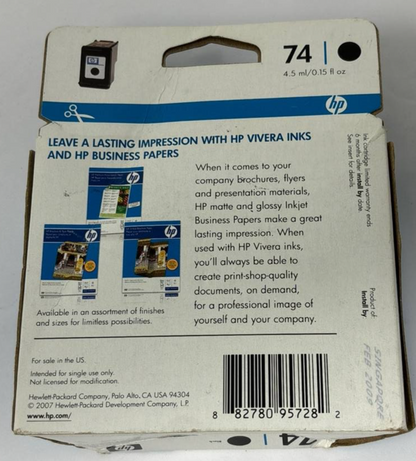 74
4.5 ml/0.15 fl oz
hp
LEAVE A LASTING IMPRESSION WITH HP VIVERA INKS
AND HP BUSINESS PAPERS
When it comes to your
company brochures, flyers
and presentation materials,
HP matte and glossy Inkjet
Business Papers make a great
lasting impression. When
used with HP Vivera inks,
you'll always be able to
create print-shop-quality
documents, on demand,
for a professional image of
yourself and your company.
Available in an assortment of finishes
and sizes for limitless possibilities.
Ink cartridge limited warranty ends
6 months after install by date.
See insert for details.
Product of
Install by
SINGAPORE
FEB 2009
For sale in the US.
Intended for single use only.
Not licensed for modification.
Hewlett-Packard Company, Palo Alto, CA USA 94304
© 2007 Hewlett-Packard Development Company, L.P.
www.hp.com/
8 82780 95728 2
74